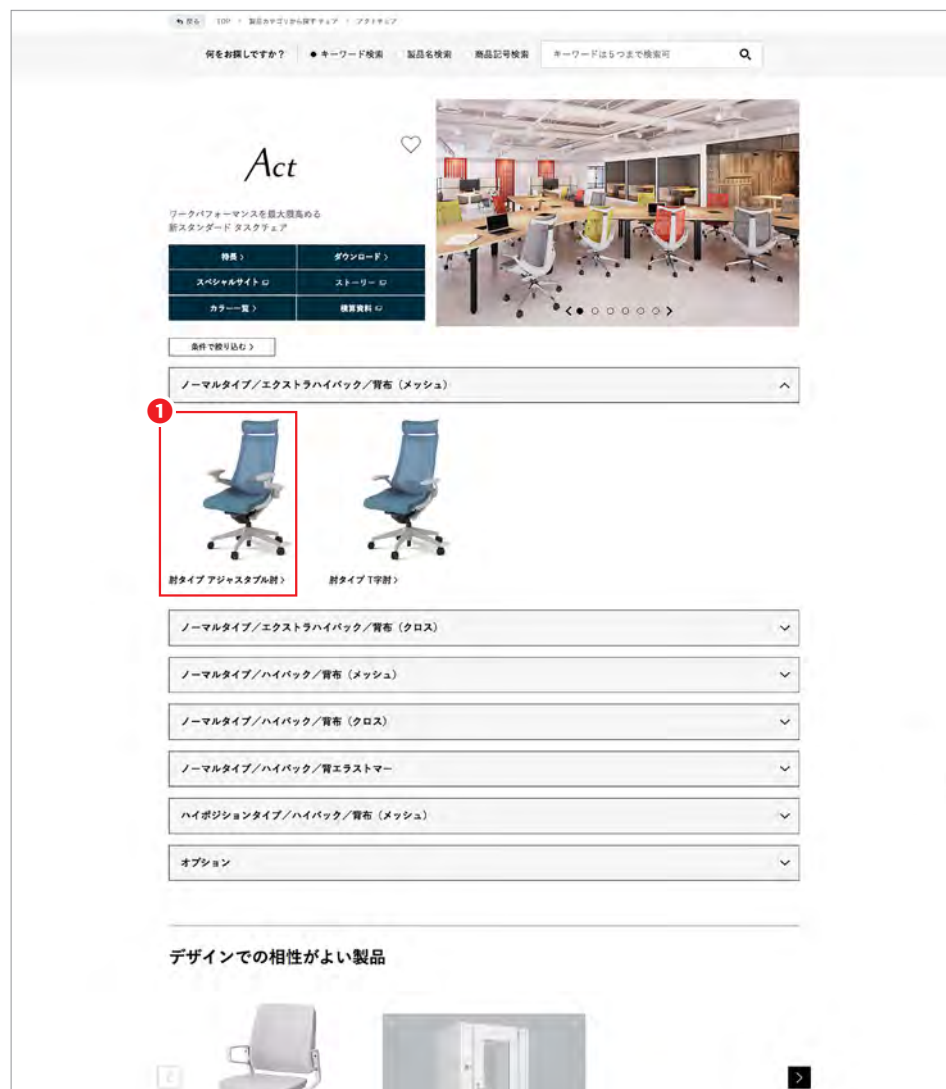 戻る TOP › 製品カテゴリから探す チェア › アクトチェア
何をお探しですか？ ● キーワード検索 製品名検索 商品記号検索 キーワードは5つまで検索可
Act
ワークパフォーマンスを最大限高める
新スタンダード タスクチェア
特長 › ダウンロード ›
スペシャルサイト ストーリー
カラー一覧 › 積算資料
条件で絞り込む ›
ノーマルタイプ／エクストラハイバック／背布（メッシュ）
1
肘タイプ アジャスタブル肘 › 肘タイプ T字肘 ›
ノーマルタイプ／エクストラハイバック／背布（クロス）
ノーマルタイプ／ハイバック／背布（メッシュ）
ノーマルタイプ／ハイバック／背布（クロス）
ノーマルタイプ／ハイバック／背エラストマー
ハイポジションタイプ／ハイバック／背布（メッシュ）
オプション
デザインでの相性がよい製品